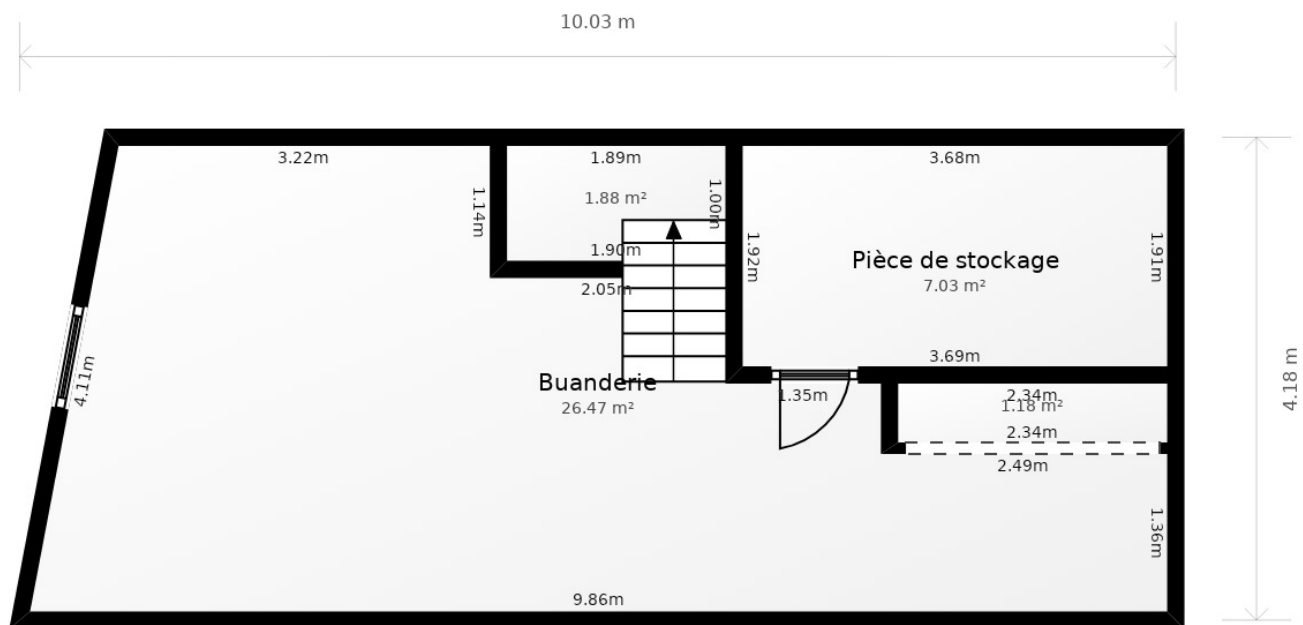 10.03 m
3.22m
1.89m
3.68m
1.14m
1.88 m²
1.00m
1.92m
1.91m
1.90m
Pièce de stockage
7.03 m²
2.05m
4.11m
4.18 m
3.69m
Buanderie
26.47 m²
1.35m
2.34m
1.18 m²
2.34m
2.49m
1.36m
9.86m